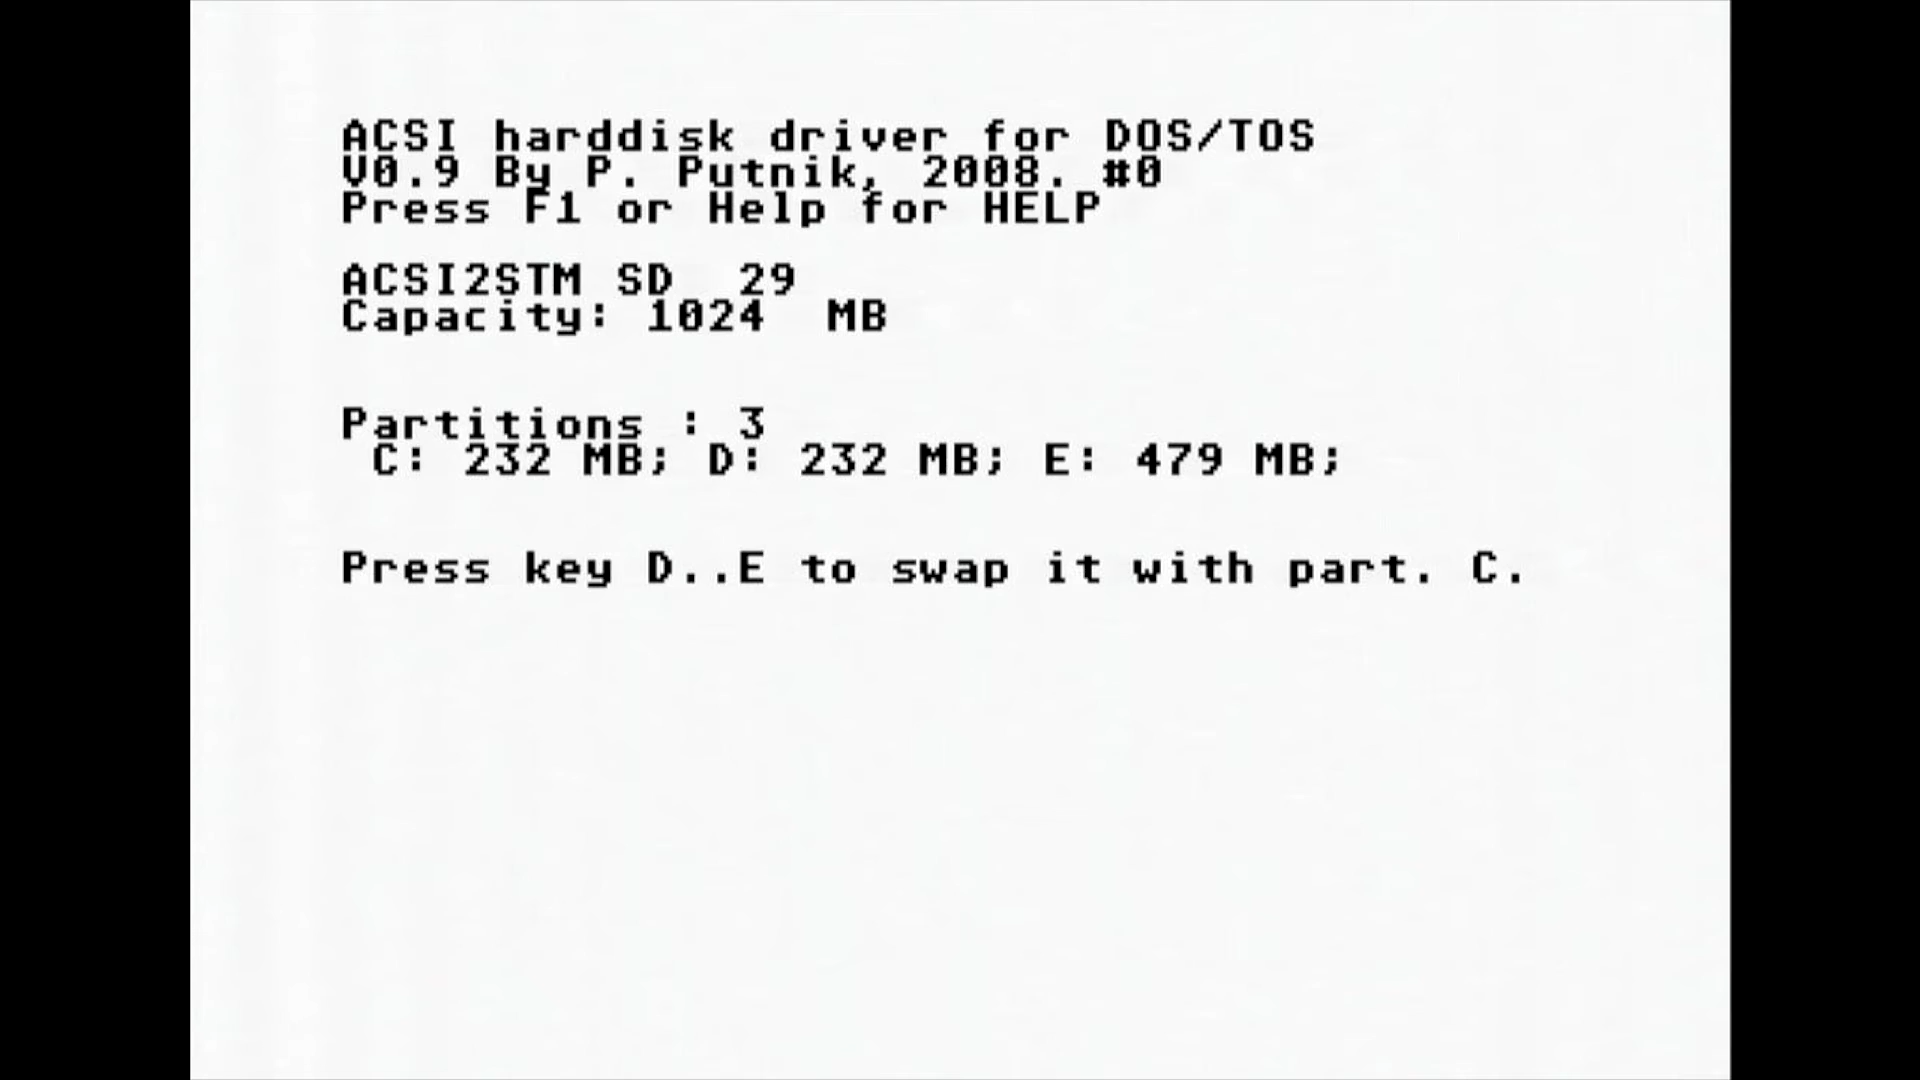 ACSI harddisk driver for DOS/TOS
V0.9 By P. Putnik, 2008. #0
Press F1 or Help for HELP
ACSI2STM SD  29
Capacity: 1024  MB
Partitions : 3
C: 232 MB; D: 232 MB; E: 479 MB;
Press key D..E to swap it with part. C.